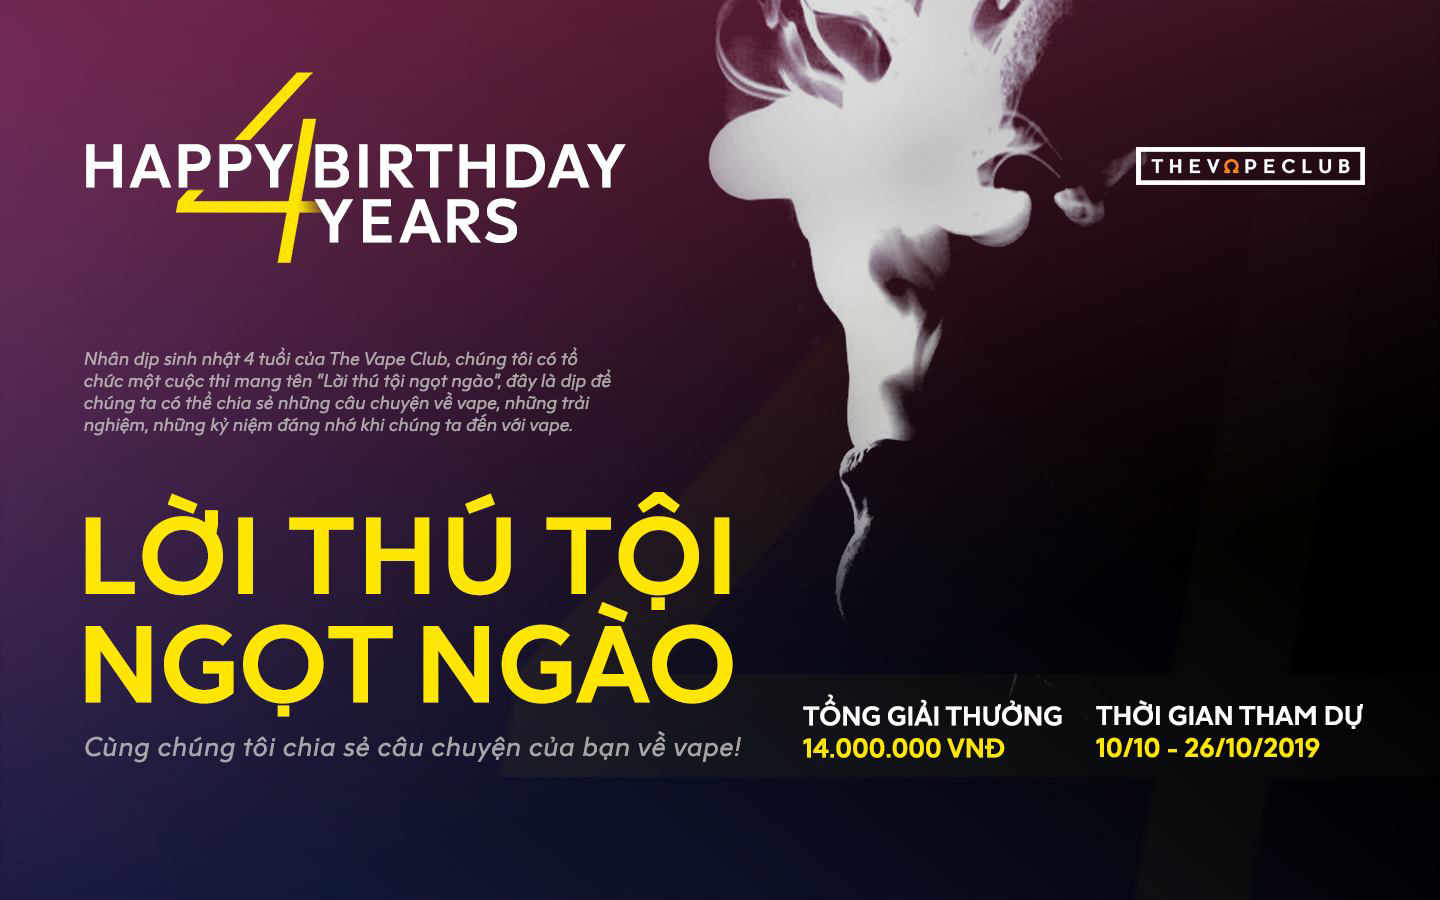 HAPPY 4 BIRTHDAY
YEARS
THEVΩPECLUB
Nhân dịp sinh nhật 4 tuổi của The Vape Club, chúng tôi có tổ
chức một cuộc thi mang tên "Lời thú tội ngọt ngào", đây là dịp để
chúng ta có thể chia sẻ những câu chuyện về vape, những trải
nghiệm, những kỷ niệm đáng nhớ khi chúng ta đến với vape.
LỜI THÚ TỘI
NGỌT NGÀO
Cùng chúng tôi chia sẻ câu chuyện của bạn về vape!
TỔNG GIẢI THƯỞNG
14.000.000 VNĐ
THỜI GIAN THAM DỰ
10/10 - 26/10/2019